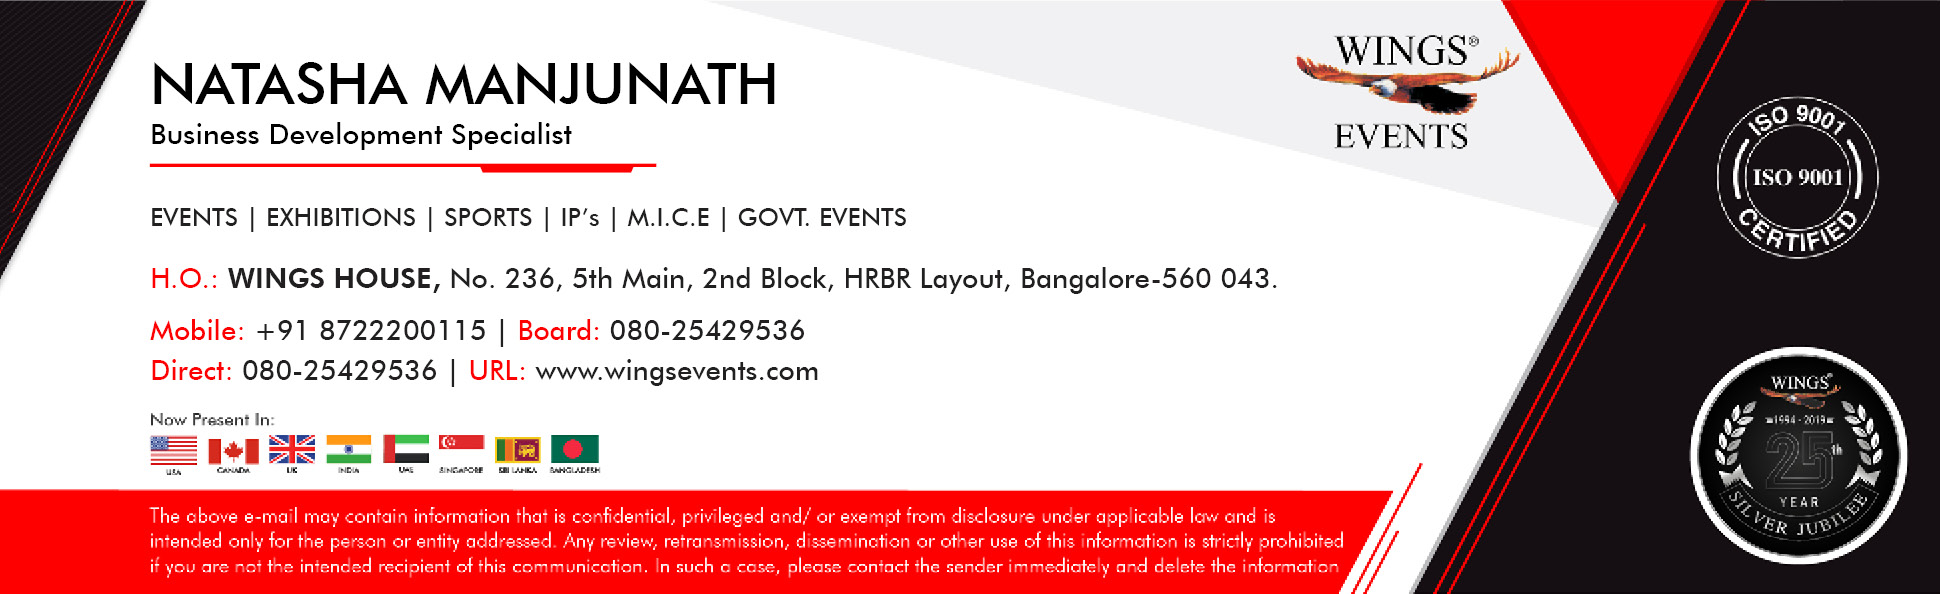 NATASHA MANJUNATH
Business Development Specialist
EVENTS | EXHIBITIONS | SPORTS | IP's | M.I.C.E | GOVT. EVENTS
H.O.: WINGS HOUSE, No. 236, 5th Main, 2nd Block, HRBR Layout, Bangalore-560 043.
Mobile: +91 8722200115 | Board: 080-25429536
Direct: 080-25429536 | URL: www.wingsevents.com
Now Present In:
USA CANADA UK INDIA UAE SINGAPORE SRI LANKA BANGLADESH
The above e-mail may contain information that is confidential, privileged and/ or exempt from disclosure under applicable law and is
intended only for the person or entity addressed. Any review, retransmission, dissemination or other use of this information is strictly prohibited
if you are not the intended recipient of this communication. In such a case, please contact the sender immediately and delete the information
WINGS®
EVENTS
ISO 9001
ISO 9001
CERTIFIED
WINGS®
1994 - 2019
25th
YEAR
SILVER JUBILEE